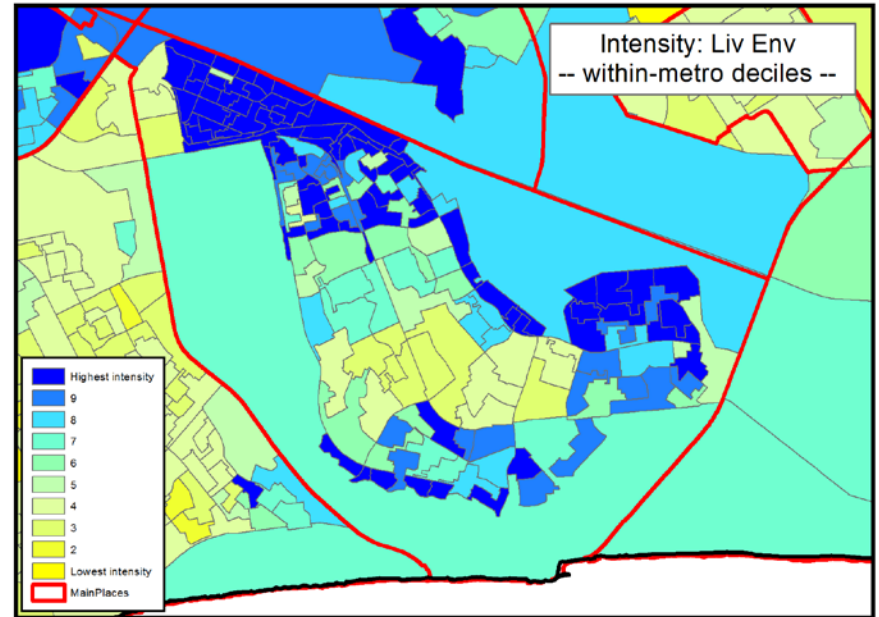 Intensity: Liv Env
-- within-metro deciles --
Highest intensity
9
8
7
6
5
4
3
2
Lowest intensity
MainPlaces